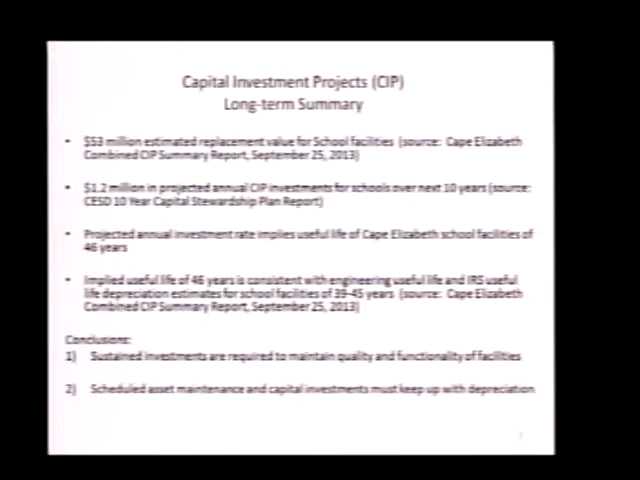 Capital Investment Projects (CIP)
Long-term Summary
• $53 million estimated replacement value for School facilities (source: Cape Elizabeth
Combined CIP Summary Report, September 25, 2013)
• $1.2 million in projected annual CIP investments for schools over next 10 years (source:
CESD 10 Year Capital Stewardship Plan Report)
• Projected annual investment rate implies useful life of Cape Elizabeth school facilities of
46 years
• Implied useful life of 46 years is consistent with engineering useful life and IRS useful
life depreciation estimates for school facilities of 39-45 years (source: Cape Elizabeth
Combined CIP Summary Report, September 25, 2013)
Conclusions:
1) Sustained investments are required to maintain quality and functionality of facilities
2) Scheduled asset maintenance and capital investments must keep up with depreciation